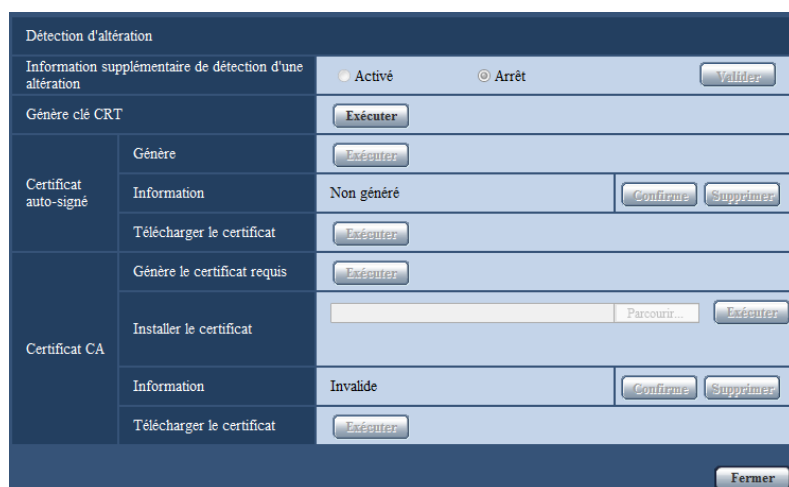 Détection d'altération
Information supplémentaire de détection d'une
altération
Activé
Arrêt
Valider
Génère clé CRT
Exécuter
Certificat
auto-signé
Génère
Exécuter
Information
Non généré
Confirme
Supprimer
Télécharger le certificat
Exécuter
Certificat CA
Génère le certificat requis
Exécuter
Installer le certificat
Parcourir...
Exécuter
Information
Invalide
Confirme
Supprimer
Télécharger le certificat
Exécuter
Fermer